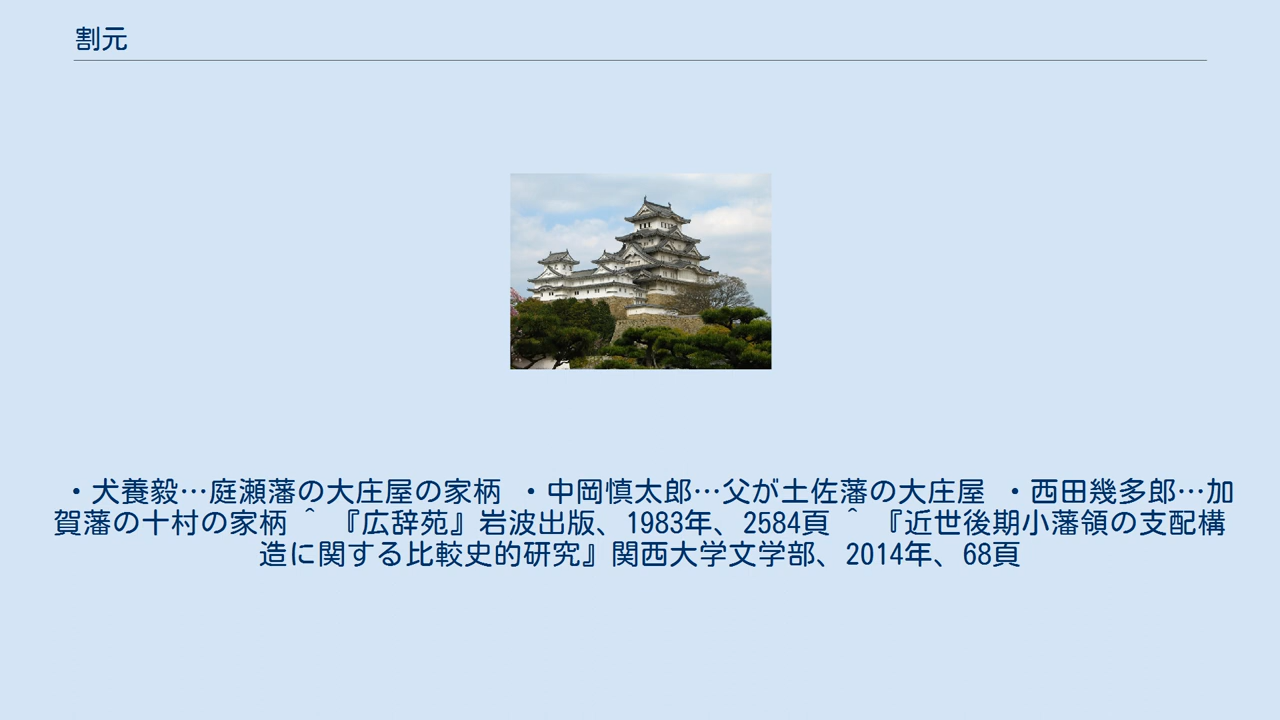 割元
・犬養毅…庭瀬藩の大庄屋の家柄 ・中岡慎太郎…父が土佐藩の大庄屋 ・西田幾多郎…加
賀藩の十村の家柄 ^ 『広辞苑』岩波出版、1983年、2584頁 ^ 『近世後期小藩領の支配構
造に関する比較史的研究』関西大学文学部、2014年、68頁